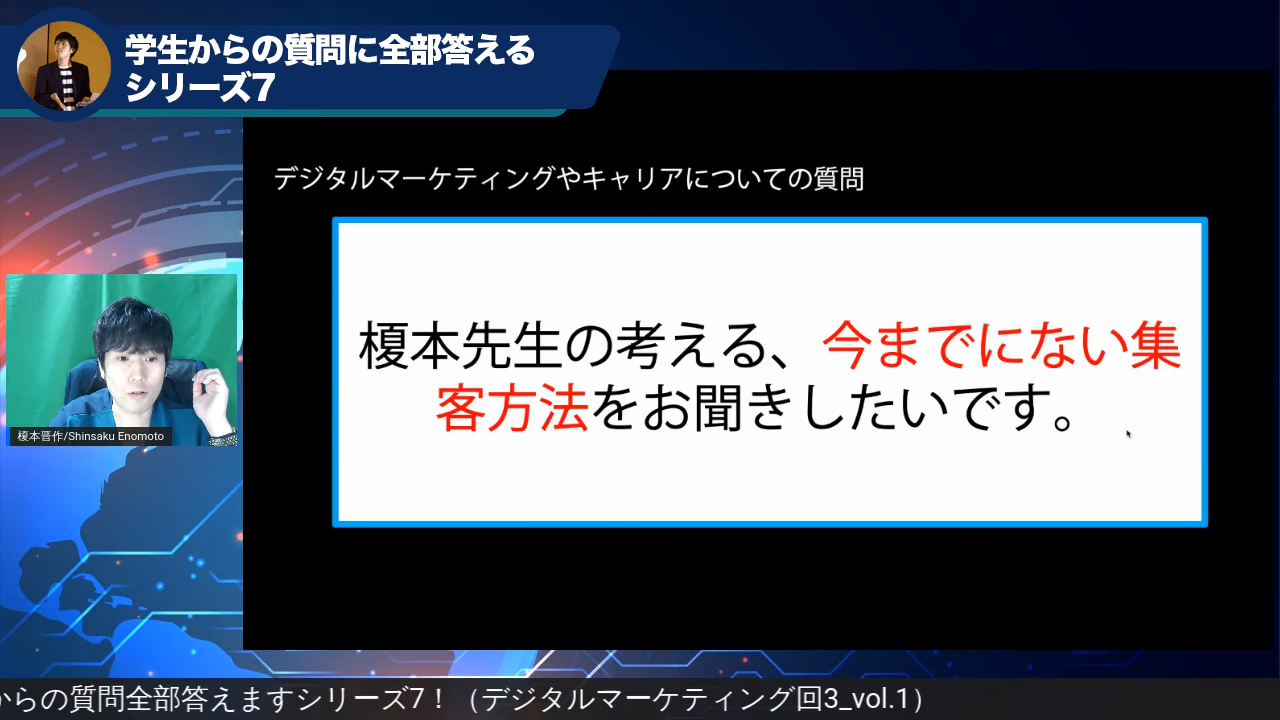 学生からの質問に全部答える
シリーズ7
デジタルマーケティングやキャリアについての質問
榎本先生の考える、今までにない集
客方法をお聞きしたいです。
榎本晋作/Shinsaku Enomoto
からの質問全部答えますシリーズ7！（デジタルマーケティング回3_vol.1）